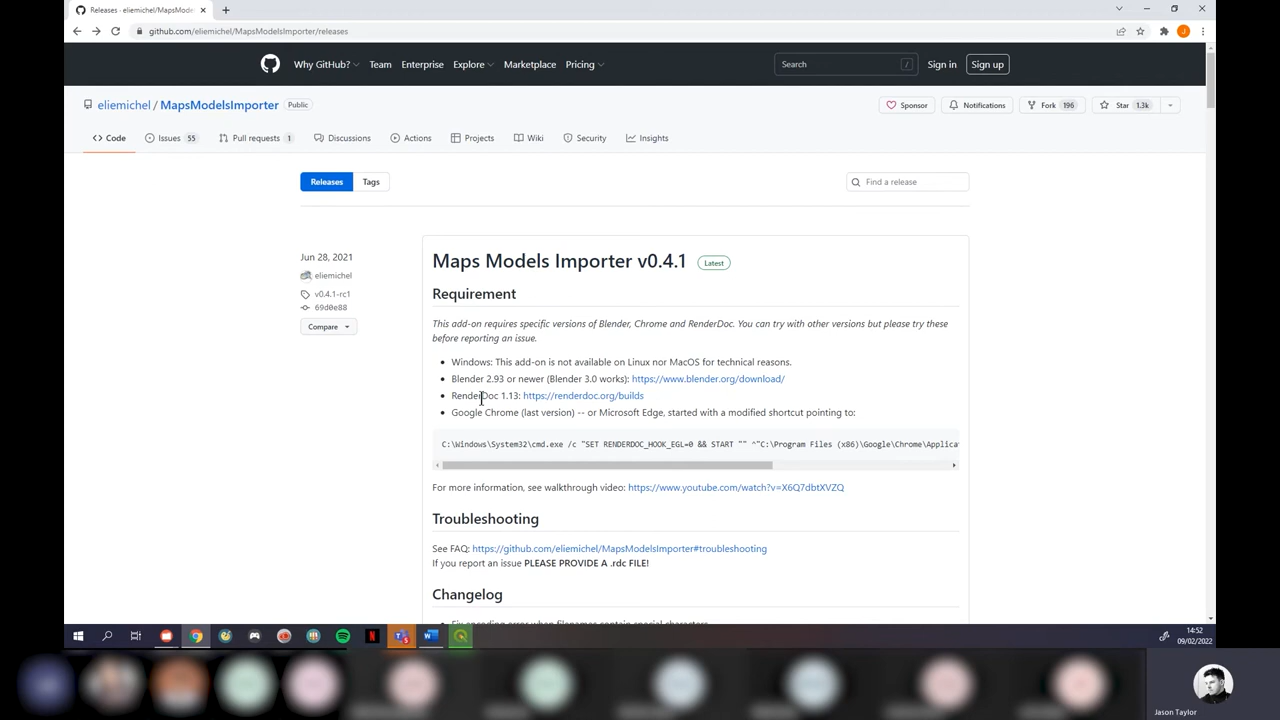 Releases · eliemichel/MapsModels
github.com/eliemichel/MapsModelsImporter/releases
J
Why GitHub? Team Enterprise Explore Marketplace Pricing
Search /
Sign in Sign up
eliemichel / MapsModelsImporter Public
Sponsor Notifications Fork 196 Star 1.3k
Code Issues 55 Pull requests 1 Discussions Actions Projects Wiki Security Insights
Releases Tags
Find a release
Jun 28, 2021
eliemichel
v0.4.1-rc1
69d0e88
Compare
Maps Models Importer v0.4.1 Latest
Requirement
This add-on requires specific versions of Blender, Chrome and RenderDoc. You can try with other versions but please try these
before reporting an issue.
Windows: This add-on is not available on Linux nor MacOS for technical reasons.
Blender 2.93 or newer (Blender 3.0 works): https://www.blender.org/download/
RenderDoc 1.13: https://renderdoc.org/builds
Google Chrome (last version) -- or Microsoft Edge, started with a modified shortcut pointing to:
C:\Windows\System32\cmd.exe /c "SET RENDERDOC_HOOK_EGL=0 && START "" ^"C:\Program Files (x86)\Google\Chrome\Applica
For more information, see walkthrough video: https://www.youtube.com/watch?v=X6Q7dbtXVZQ
Troubleshooting
See FAQ: https://github.com/eliemichel/MapsModelsImporter#troubleshooting
If you report an issue PLEASE PROVIDE A .rdc FILE!
Changelog
Fix encoding error when filenames contain special characters
14:52
09/02/2022
Jason Taylor